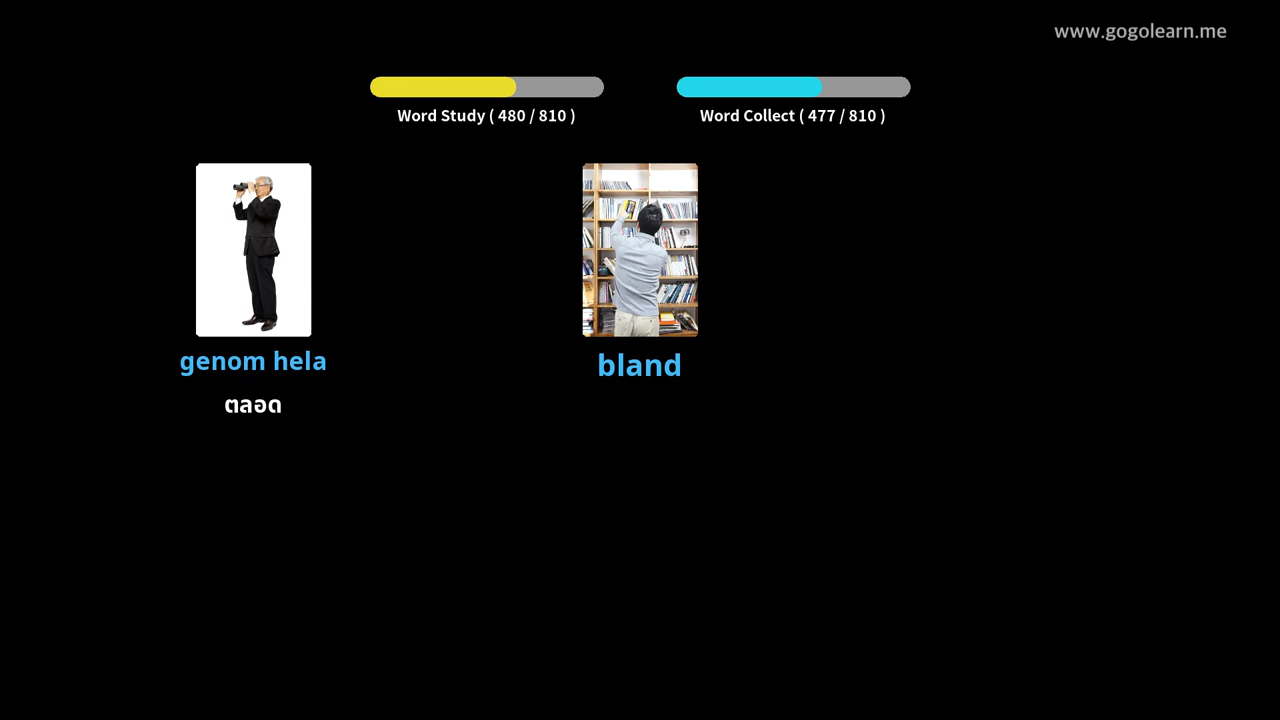 www.gogolearn.me
Word Study ( 480 / 810 )
Word Collect ( 477 / 810 )
genom hela
ตลอด
bland